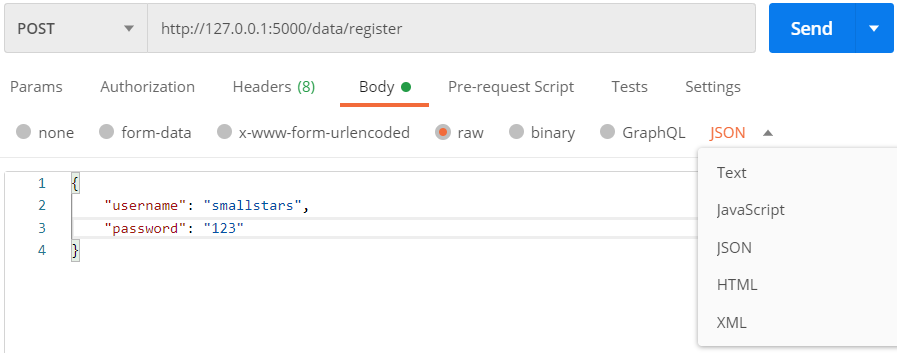 POST http://127.0.0.1:5000/data/register Send
Params Authorization Headers (8) Body Pre-request Script Tests Settings
none form-data x-www-form-urlencoded raw binary GraphQL JSON
1 {
2 "username": "smallstars",
3 "password": "123"
4 }
Text
JavaScript
JSON
HTML
XML